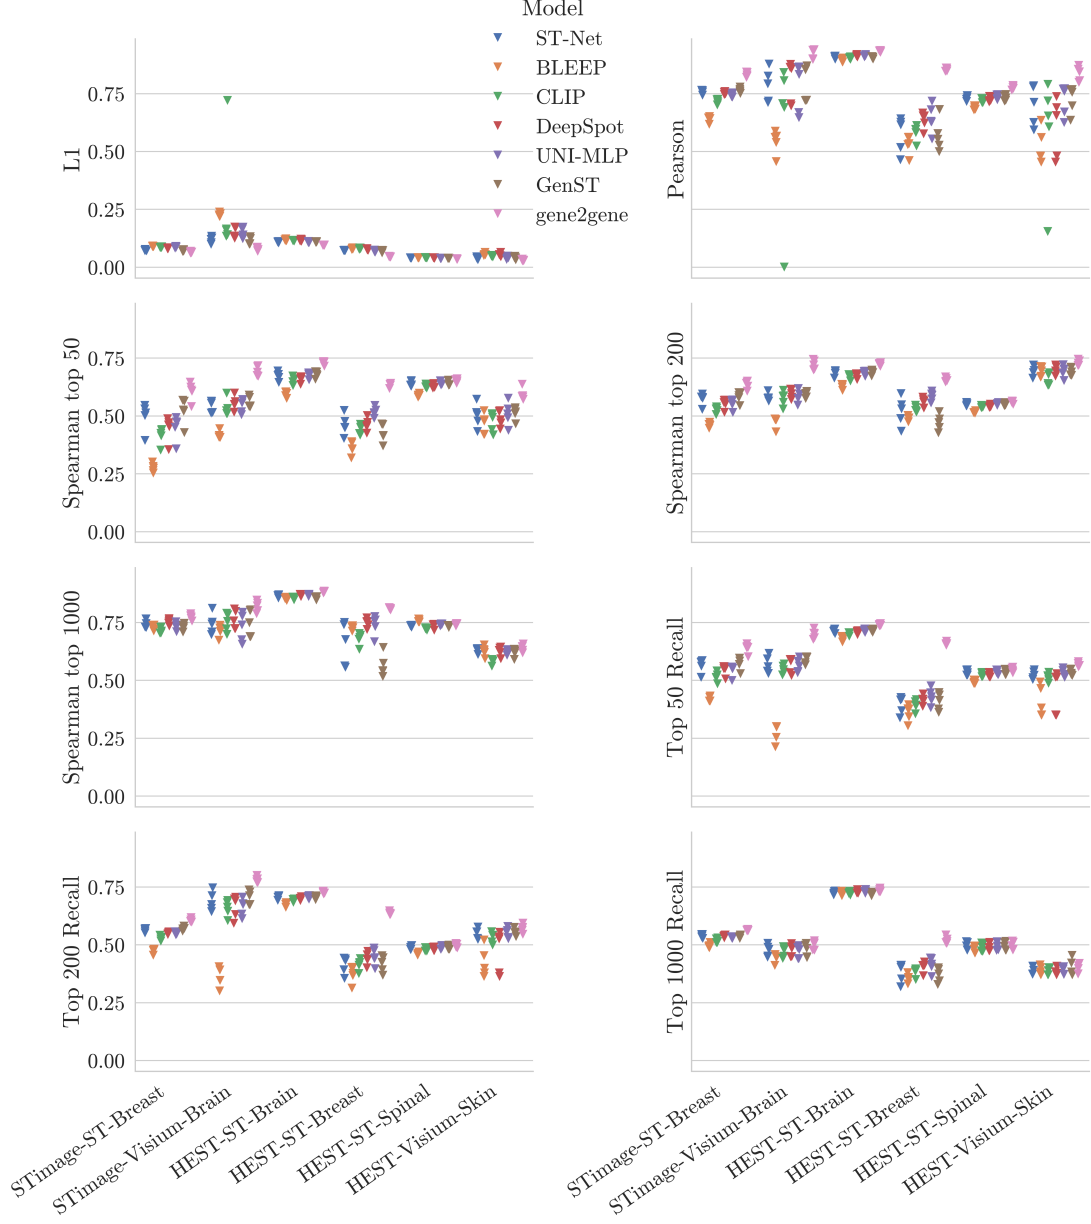 Model
ST-Net
BLEEP
CLIP
DeepSpot
UNI-MLP
GenST
gene2gene
L1
0.75
0.50
0.25
0.00
Pearson
Spearman top 50
0.75
0.50
0.25
0.00
Spearman top 200
Spearman top 1000
0.75
0.50
0.25
0.00
Top 50 Recall
Top 200 Recall
0.75
0.50
0.25
0.00
Top 1000 Recall
STimage-ST-Breast
STimage-Visium-Brain
HEST-ST-Brain
HEST-ST-Breast
HEST-ST-Spinal
HEST-Visium-Skin
STimage-ST-Breast
STimage-Visium-Brain
HEST-ST-Brain
HEST-ST-Breast
HEST-ST-Spinal
HEST-Visium-Skin